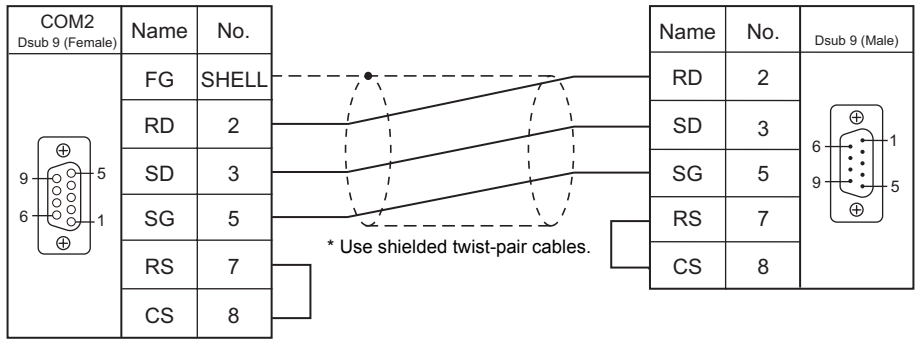 COM2
Dsub 9 (Female)
Name No.
FG SHELL
RD 2
SD 3
SG 5
RS 7
CS 8
9 5
6 1
* Use shielded twist-pair cables.
Name No.
Dsub 9 (Male)
RD 2
SD 3
SG 5
RS 7
CS 8
6 1
9 5